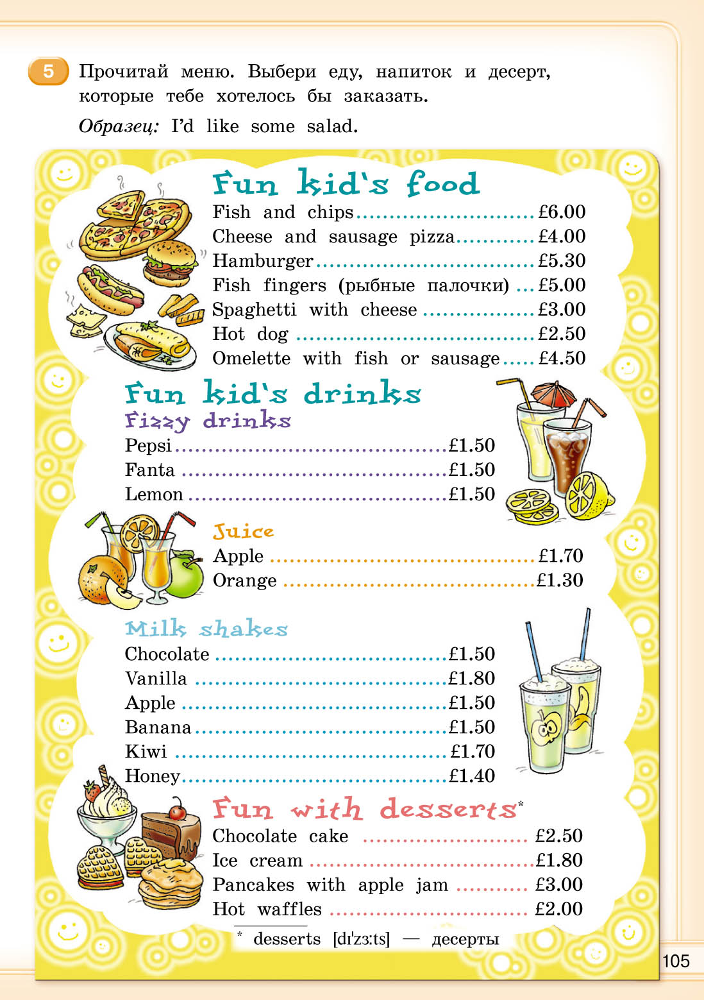 5 Прочитай меню. Выбери еду, напиток и десерт,
которые тебе хотелось бы заказать.
Образец: I’d like some salad.
Fun kid‘s food
Fish and chips........................... £6.00
Cheese and sausage pizza............ £4.00
Hamburger................................. £5.30
Fish fingers (рыбные палочки) ... £5.00
Spaghetti with cheese ................. £3.00
Hot dog .................................... £2.50
Omelette with fish or sausage..... £4.50
Fun kid‘s drinks
Fizzy drinks
Pepsi.........................................£1.50
Fanta ........................................£1.50
Lemon .......................................£1.50
Juice
Apple ........................................ £1.70
Orange ......................................£1.30
Milk shakes
Chocolate ...................................£1.50
Vanilla ......................................£1.80
Apple ........................................£1.50
Banana......................................£1.50
Kiwi ......................................... £1.70
Honey........................................£1.40
Fun with desserts*
Chocolate cake ......................... £2.50
Ice cream ..................................£1.80
Pancakes with apple jam ........... £3.00
Hot waffles .............................. £2.00
* desserts [dɪ'zɜ:ts] — десерты
105